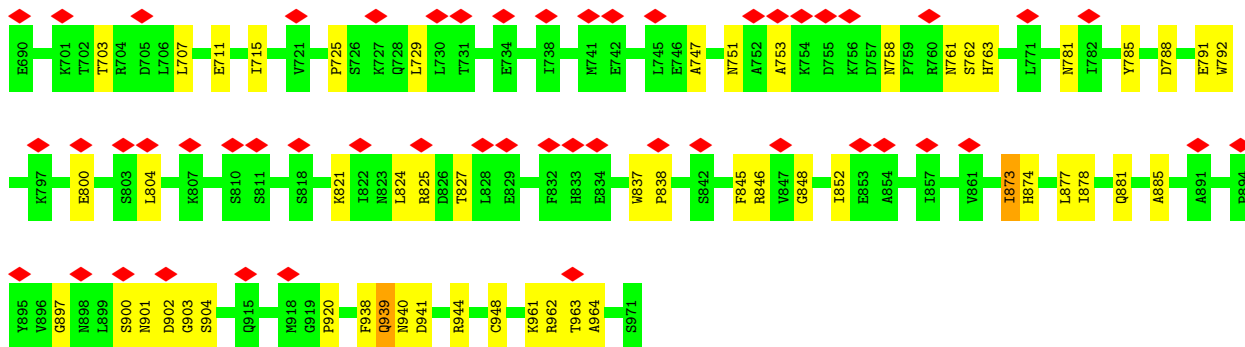 E690 K701 T702 T703 R704 D705 L706 L707 E711 I715 V721 P725 S726 K727 Q728 L729 L730 T731 E734 I738 M741 E742 L745 E746 A747 N751 A752 A753 K754 D755 K756 D757 N758 P759 R760 N761 S762 H763 L771 N781 I782 Y785 D788 E791 W792
K797 E800 S803 L804 K807 S810 S811 S818 K821 I822 N823 L824 R825 D826 T827 L828 E829 F832 H833 E834 W837 P838 S842 F845 R846 V847 G848 I852 E853 A854 I857 V861 I873 H874 L877 I878 Q881 A885 A891 P894
Y895 V896 G897 N898 L899 S900 N901 D902 G903 S904 Q915 M918 G919 P920 F938 Q939 N940 D941 R944 C948 K961 R962 T963 A964 S971